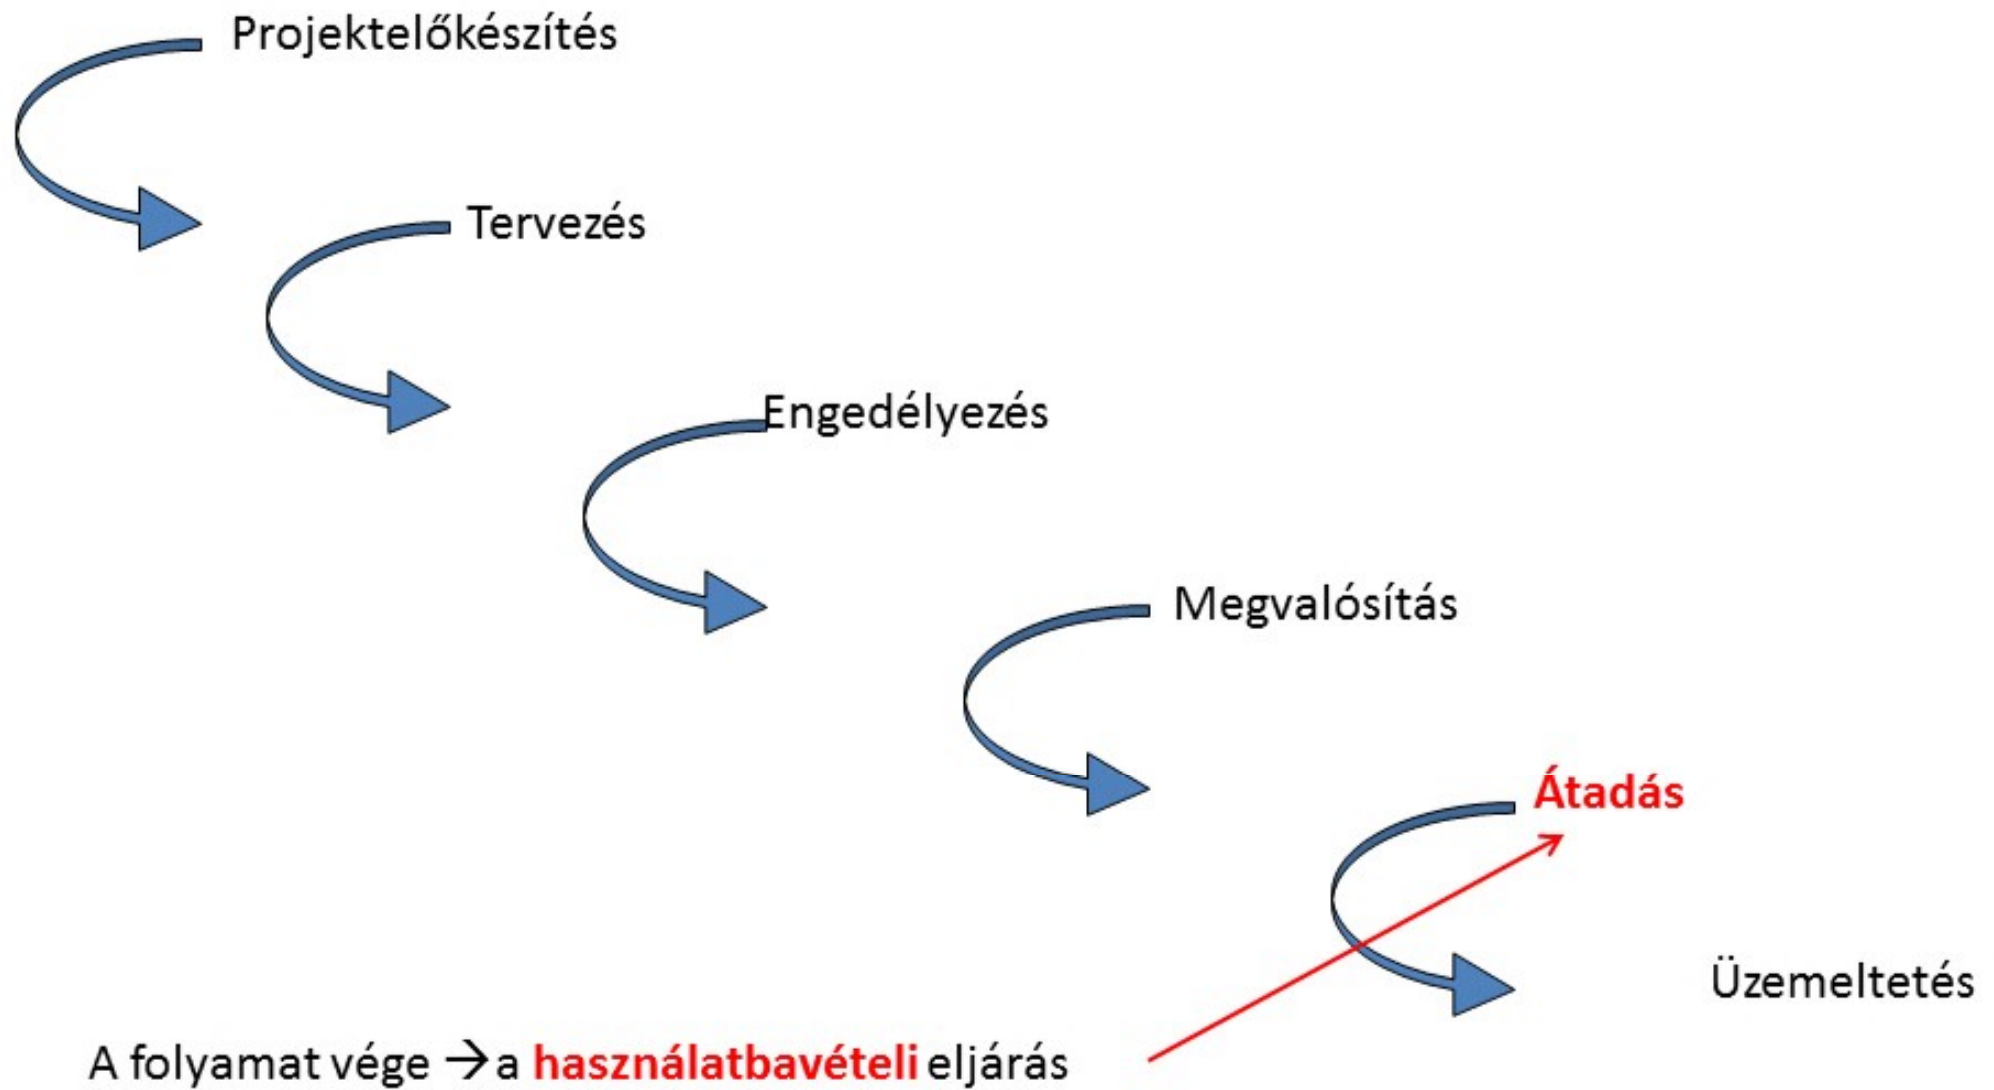 Projektelőkészítés
Tervezés
Engedélyezés
Megvalósítás
Átadás
Üzemeltetés
A folyamat vége → a használatbavételi eljárás